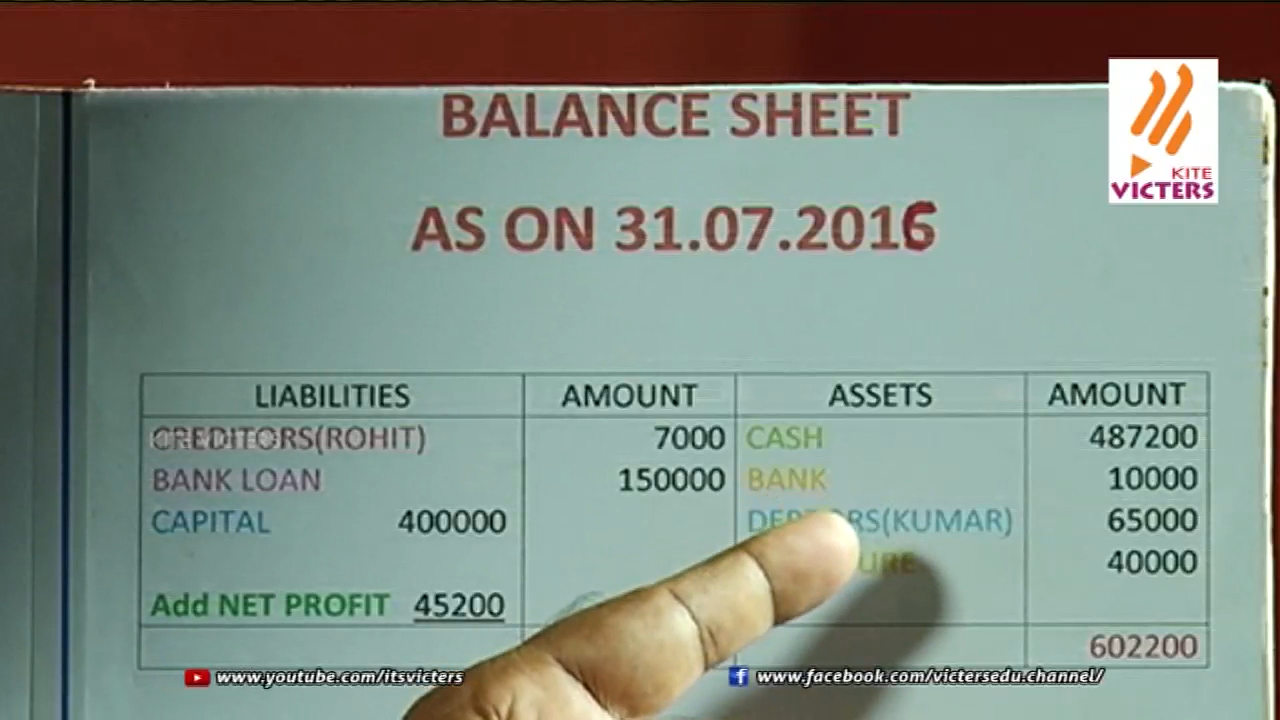 BALANCE SHEET
KITE
VICTERS
AS ON 31.07.2016
LIABILITIES AMOUNT ASSETS AMOUNT
CREDITORS(ROHIT) 7000 CASH 487200
BANK LOAN 150000 BANK 10000
CAPITAL 400000 (KUMAR) 65000
40000
Add NET PROFIT 45200
602200
www.youtube.com/itsvicters www.facebook.com/victersedu.channel/